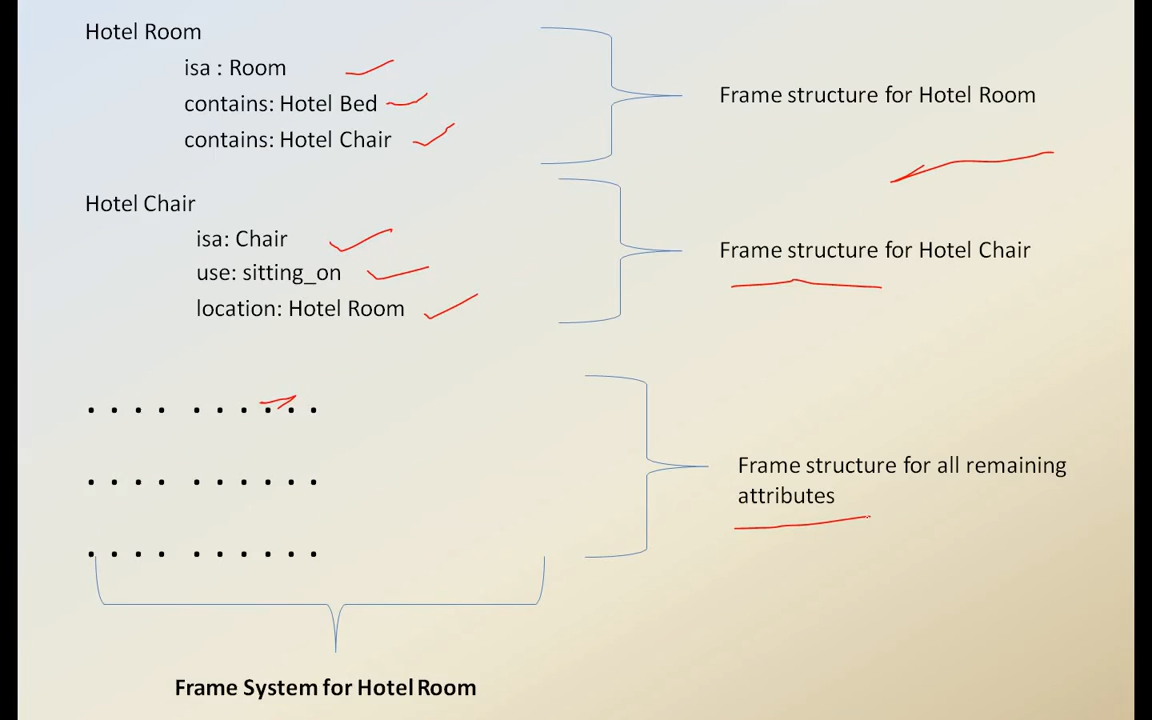 Hotel Room
isa : Room
contains: Hotel Bed
contains: Hotel Chair
Frame structure for Hotel Room
Hotel Chair
isa: Chair
use: sitting_on
location: Hotel Room
Frame structure for Hotel Chair
. . . . . . . . . .
. . . . . . . . . .
. . . . . . . . . .
Frame structure for all remaining
attributes
Frame System for Hotel Room